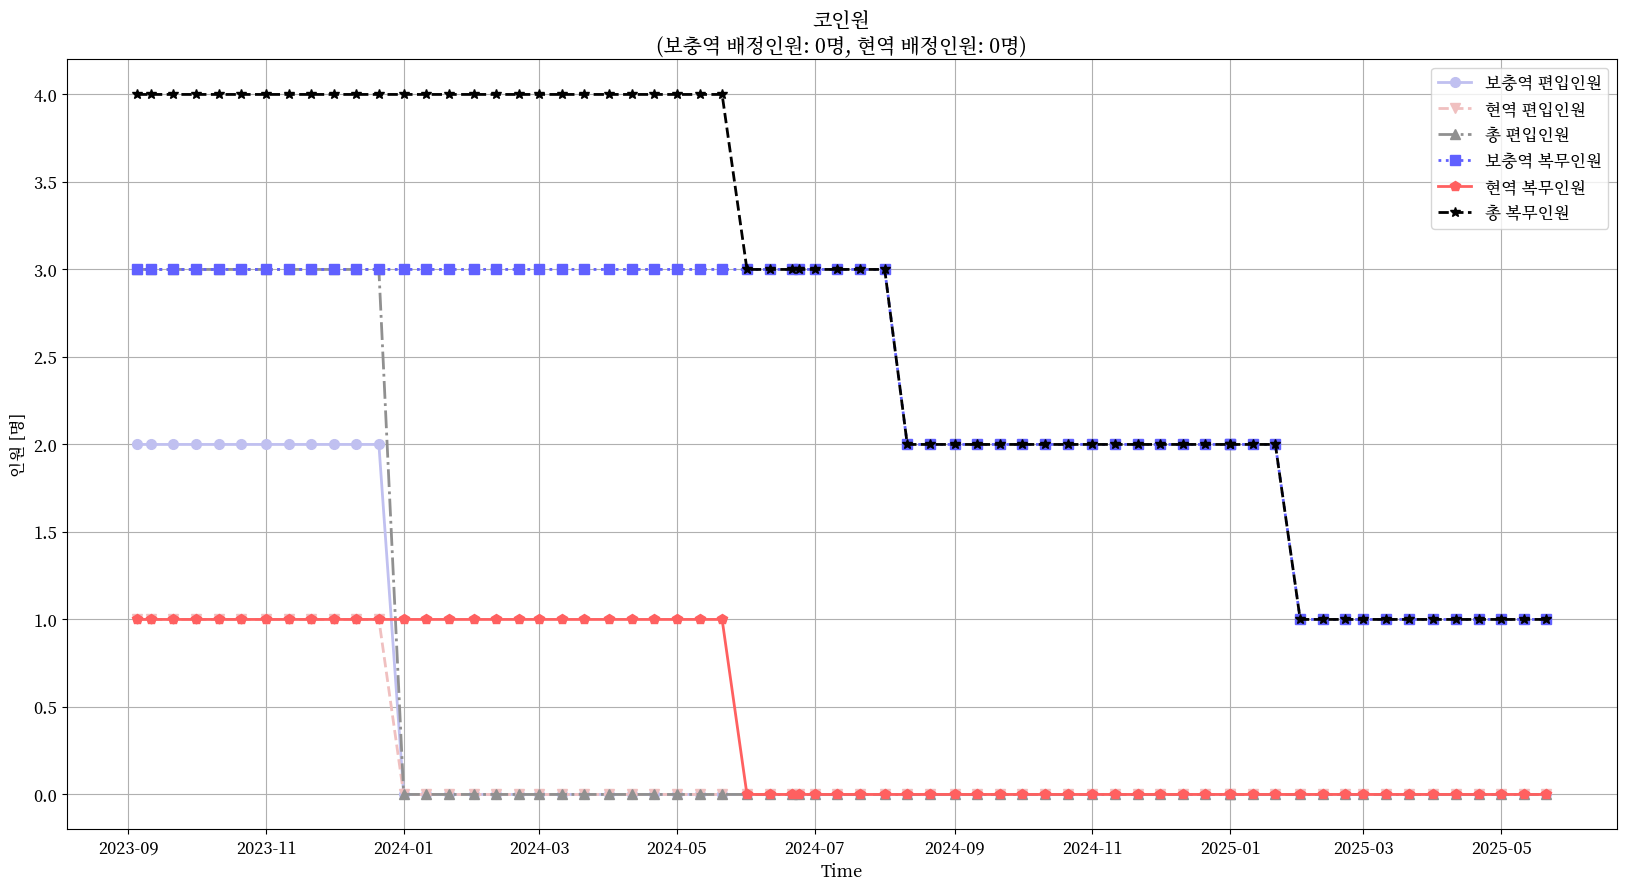 코인원
(보충역 배정인원: 0명, 현역 배정인원: 0명)
보충역 편입인원
현역 편입인원
총 편입인원
보충역 복무인원
현역 복무인원
총 복무인원
인원 [명]
4.0
3.5
3.0
2.5
2.0
1.5
1.0
0.5
0.0
2023-09 2023-11 2024-01 2024-03 2024-05 2024-07 2024-09 2024-11 2025-01 2025-03 2025-05
Time